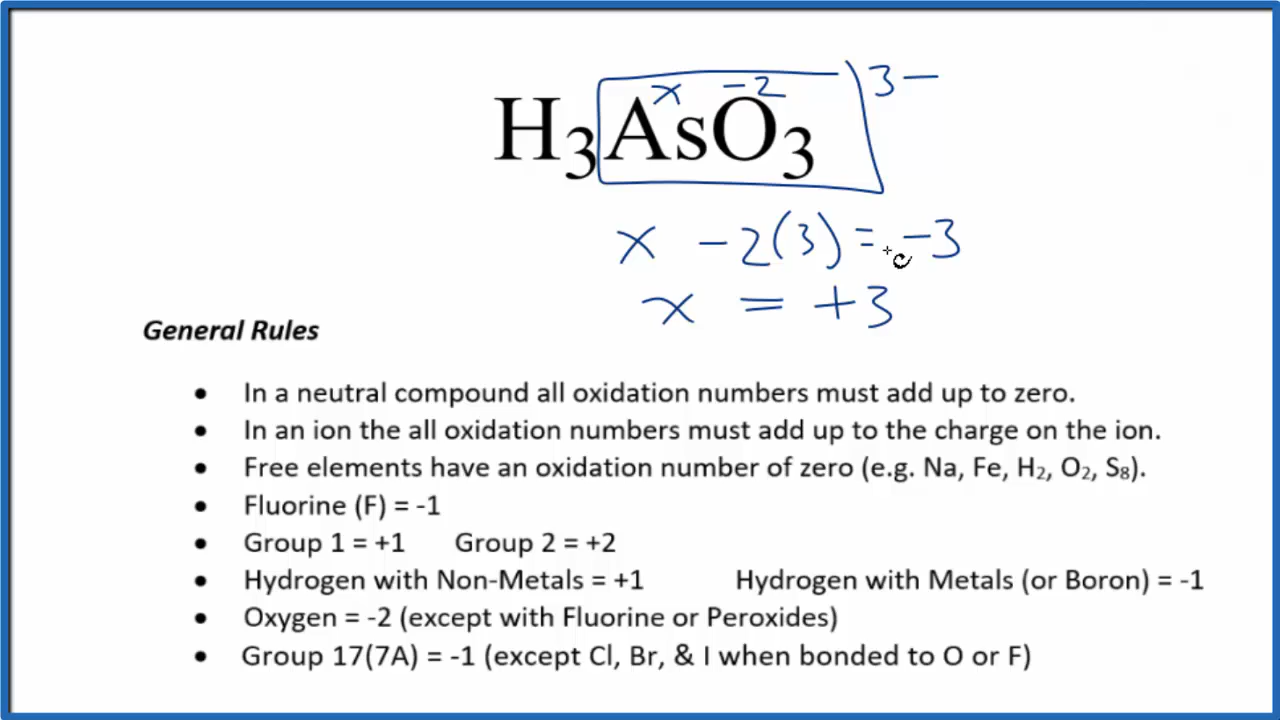 x -2 3-
H₃AsO₃
x -2(3) = -3
x = +3
General Rules
• In a neutral compound all oxidation numbers must add up to zero.
• In an ion the all oxidation numbers must add up to the charge on the ion.
• Free elements have an oxidation number of zero (e.g. Na, Fe, H₂, O₂, S₈).
• Fluorine (F) = -1
• Group 1 = +1 Group 2 = +2
• Hydrogen with Non-Metals = +1 Hydrogen with Metals (or Boron) = -1
• Oxygen = -2 (except with Fluorine or Peroxides)
• Group 17(7A) = -1 (except Cl, Br, & I when bonded to O or F)